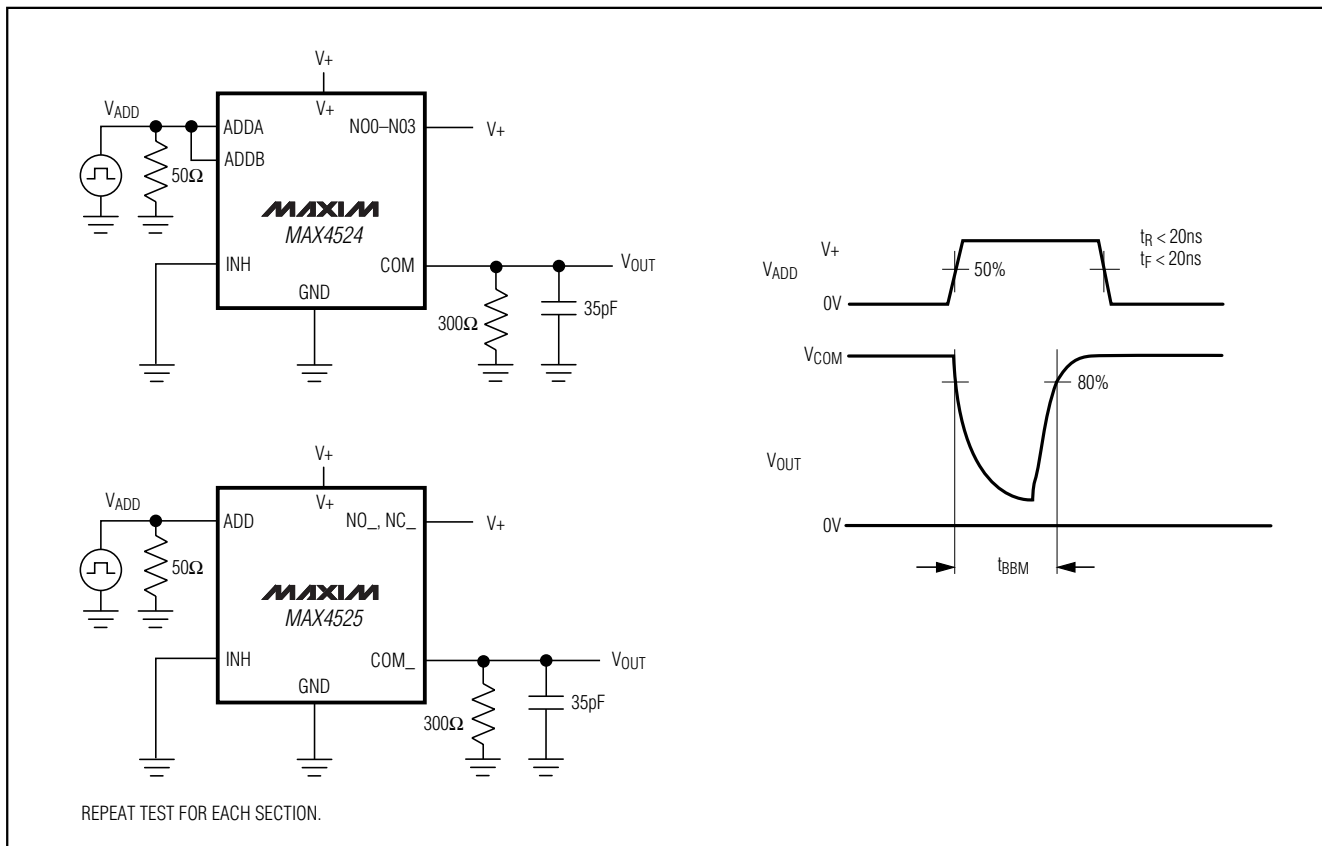 V+
VADD
V+
ADDA
NO0–N03
V+
ADDB
50Ω
MAXIM
MAX4524
INH
COM
VOUT
GND
300Ω
35pF
V+
VADD
V+
ADD
NO_, NC_
V+
50Ω
MAXIM
MAX4525
INH
COM_
VOUT
GND
300Ω
35pF
REPEAT TEST FOR EACH SECTION.
V+
VADD
0V
50%
tR < 20ns
tF < 20ns
VCOM
80%
VOUT
0V
tBBM